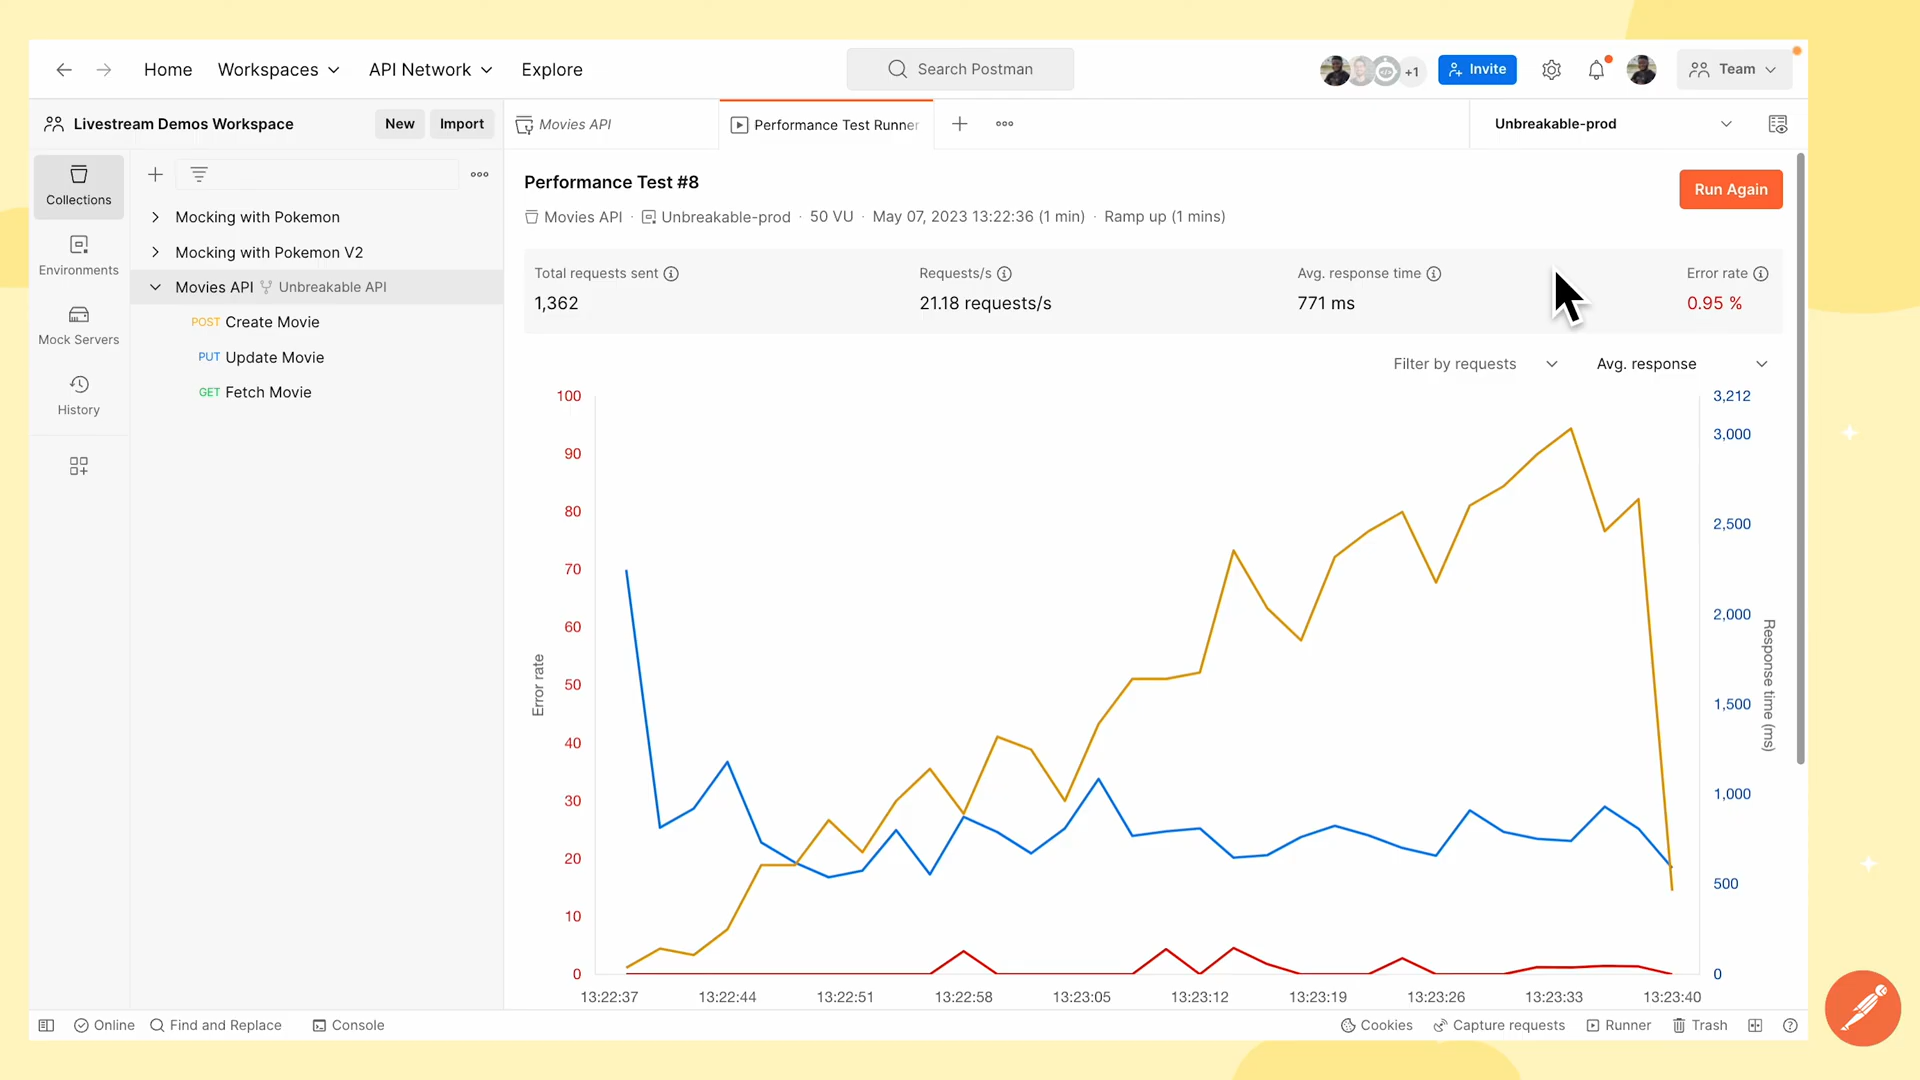 Home Workspaces API Network Explore Search Postman +1 Invite Team
Livestream Demos Workspace New Import Movies API Performance Test Runner Unbreakable-prod
Collections
Environments
Mock Servers
History
Mocking with Pokemon
Mocking with Pokemon V2
Movies API Unbreakable API
POST Create Movie
PUT Update Movie
GET Fetch Movie
Performance Test #8
Run Again
Movies API · Unbreakable-prod · 50 VU · May 07, 2023 13:22:36 (1 min) · Ramp up (1 mins)
Total requests sent Requests/s Avg. response time Error rate
1,362 21.18 requests/s 771 ms 0.95 %
Filter by requests Avg. response
Error rate
100
90
80
70
60
50
40
30
20
10
0
3,212
3,000
2,500
2,000
1,500
1,000
500
0
Response time (ms)
13:22:37 13:22:44 13:22:51 13:22:58 13:23:05 13:23:12 13:23:19 13:23:26 13:23:33 13:23:40
Online Find and Replace Console Cookies Capture requests Runner Trash